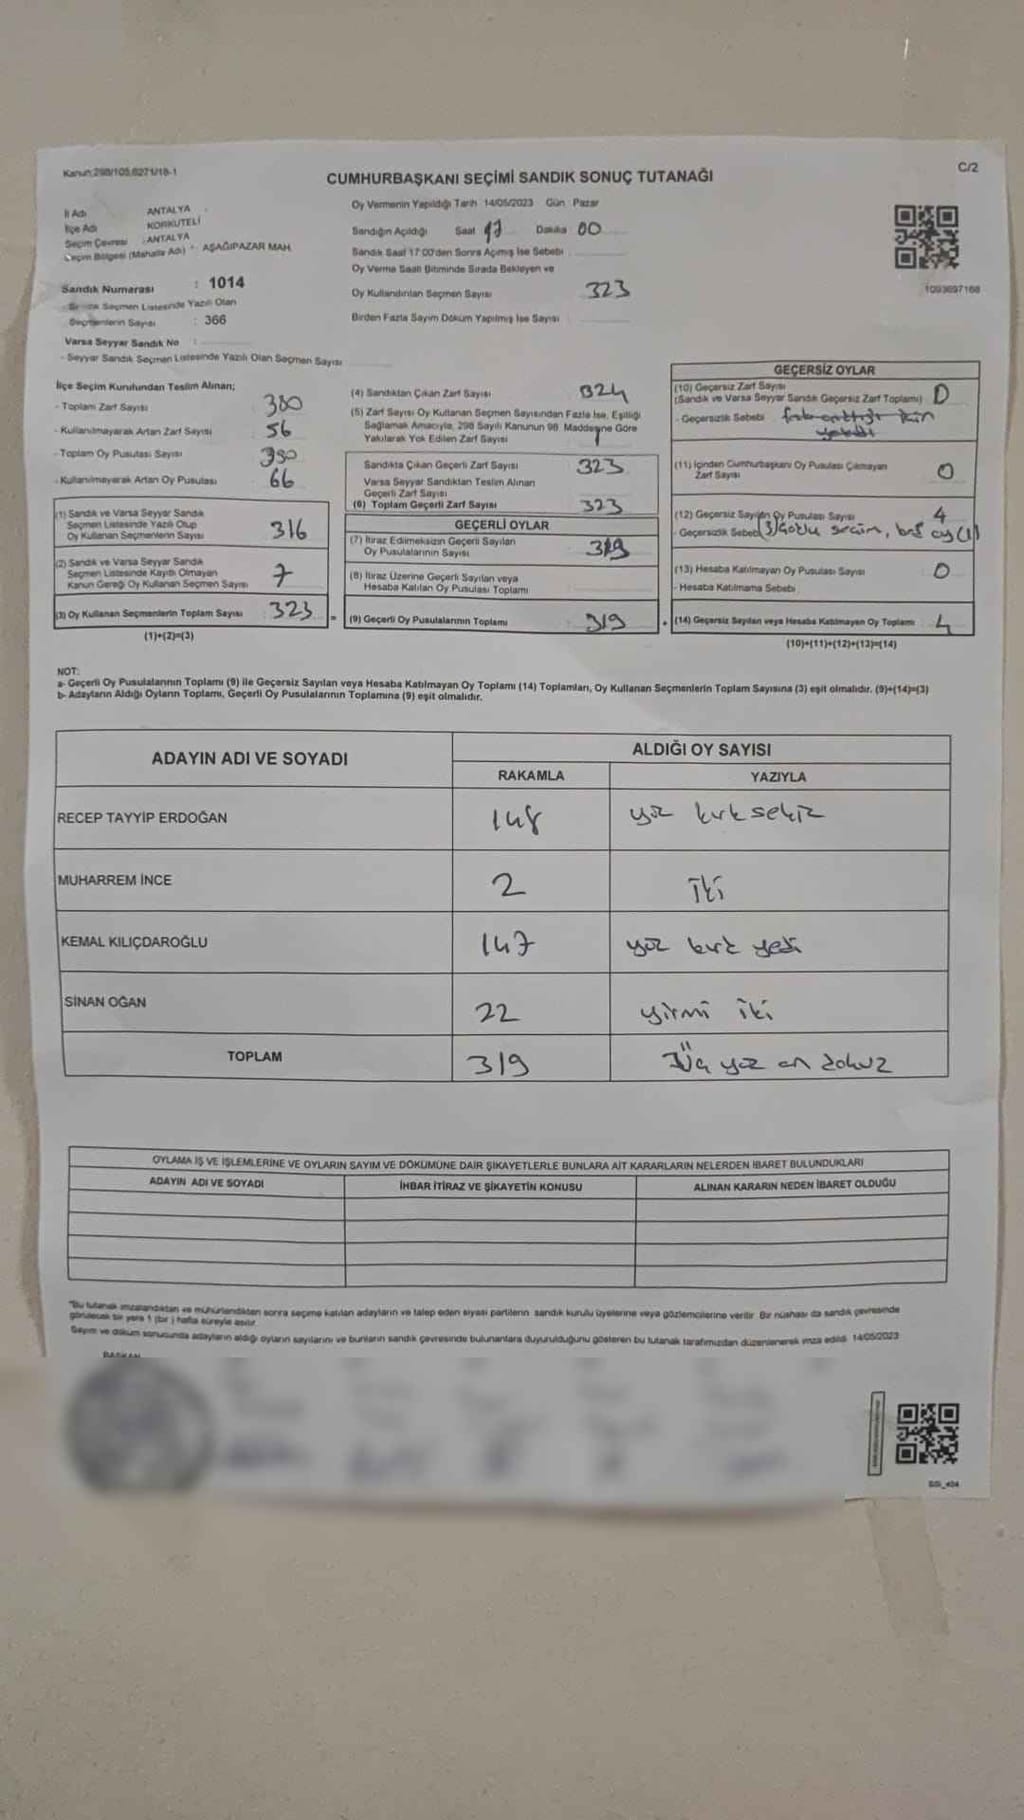 Kanun:298/105,6271/18-1
C/2
CUMHURBAŞKANI SEÇİMİ SANDIK SONUÇ TUTANAĞI
İl Adı ANTALYA
İlçe Adı KORKUTELİ
Seçim Çevresi :ANTALYA
Seçim Bölgesi (Mahalle Adı) : AŞAĞIPAZAR MAH.
Sandık Numarası : 1014
Sandık Seçmen Listesinde Yazılı Olan
Seçmenlerin Sayısı : 366
Varsa Seyyar Sandık No :
- Seyyar Sandık Seçmen Listesinde Yazılı Olan Seçmen Sayısı
Oy Vermenin Yapıldığı Tarih 14/05/2023 Gün : Pazar
Sandığın Açıldığı Saat 17 Dakika 00
Sandık Saat 17:00'den Sonra Açılmış İse Sebebi
Oy Verme Saati Bitiminde Sırada Bekleyen ve
Oy Kullandırılan Seçmen Sayısı 323
Birden Fazla Sayım Döküm Yapılmış İse Sayısı
1093697168
İlçe Seçim Kurulundan Teslim Alınan;
- Toplam Zarf Sayısı 380
- Kullanılmayarak Artan Zarf Sayısı 56
- Toplam Oy Pusulası Sayısı 390
- Kullanılmayarak Artan Oy Pusulası 66
(1) Sandık ve Varsa Seyyar Sandık
Seçmen Listesinde Yazılı Olup
Oy Kullanan Seçmenlerin Sayısı 316
(2) Sandık ve Varsa Seyyar Sandık
Seçmen Listesinde Kayıtlı Olmayan
Kanun Gereği Oy Kullanan Seçmen Sayısı 7
(3) Oy Kullanan Seçmenlerin Toplam Sayısı 323
(1)+(2)=(3)
(4) Sandıktan Çıkan Zarf Sayısı 324
(5) Zarf Sayısı Oy Kullanan Seçmen Sayısından Fazla İse, Eşitliği
Sağlamak Amacıyla, 298 Sayılı Kanunun 98. Maddesine Göre
Yakılarak Yok Edilen Zarf Sayısı 1
Sandıkta Çıkan Geçerli Zarf Sayısı 323
Varsa Seyyar Sandıktan Teslim Alınan
Geçerli Zarf Sayısı
(6) Toplam Geçerli Zarf Sayısı 323
GEÇERLİ OYLAR
(7) İtiraz Edilmeksizin Geçerli Sayılan
Oy Pusulalarının Sayısı 319
(8) İtiraz Üzerine Geçerli Sayılan veya
Hesaba Katılan Oy Pusulası Toplamı
= (9) Geçerli Oy Pusulalarının Toplamı 319
GEÇERSİZ OYLAR
(10) Geçersiz Zarf Sayısı
(Sandık ve Varsa Seyyar Sandık Geçersiz Zarf Toplamı) 0
- Geçersizlik Sebebi
(11) İçinden Cumhurbaşkanı Oy Pusulası Çıkmayan
Zarf Sayısı 0
(12) Geçersiz Sayılan Oy Pusulası Sayısı 4
- Geçersizlik Sebebi (3) çoklu seçim, boş oy (1)
(13) Hesaba Katılmayan Oy Pusulası Sayısı 0
- Hesaba Katılmama Sebebi
+ (14) Geçersiz Sayılan veya Hesaba Katılmayan Oy Toplamı 4
(10)+(11)+(12)+(13)=(14)
NOT:
a- Geçerli Oy Pusulalarının Toplamı (9) ile Geçersiz Sayılan veya Hesaba Katılmayan Oy Toplamı (14) Toplamları, Oy Kullanan Seçmenlerin Toplam Sayısına (3) eşit olmalıdır. (9)+(14)=(3)
b- Adayların Aldığı Oyların Toplamı, Geçerli Oy Pusulalarının Toplamına (9) eşit olmalıdır.
ADAYIN ADI VE SOYADI
ALDIĞI OY SAYISI
RAKAMLA YAZIYLA
RECEP TAYYİP ERDOĞAN 148 yüz kırk sekiz
MUHARREM İNCE 2 iki
KEMAL KILIÇDAROĞLU 147 yüz kırk yedi
SİNAN OĞAN 22 yirmi iki
TOPLAM 319 Üç yüz on dokuz
OYLAMA İŞ VE İŞLEMLERİNE VE OYLARIN SAYIM VE DÖKÜMÜNE DAİR ŞİKAYETLERLE BUNLARA AİT KARARLARIN NELERDEN İBARET BULUNDUKLARI
ADAYIN ADI VE SOYADI İHBAR İTİRAZ VE ŞİKAYETİN KONUSU ALINAN KARARIN NEDEN İBARET OLDUĞU
"Bu tutanak imzalandıktan ve mühürlendikten sonra seçime katılan adayların ve talep eden siyasi partilerin sandık kurulu üyelerine veya gözlemcilerine verilir. Bir nüshası da sandık çevresinde
görülecek bir yere 1 (bir) hafta süreyle asılır.
Sayım ve döküm sonucunda adayların aldığı oyların sayılarını ve bunların sandık çevresinde bulunanlara duyurulduğunu gösteren bu tutanak tarafımızdan düzenlenerek imza edildi. 14/05/2023
BAŞKAN